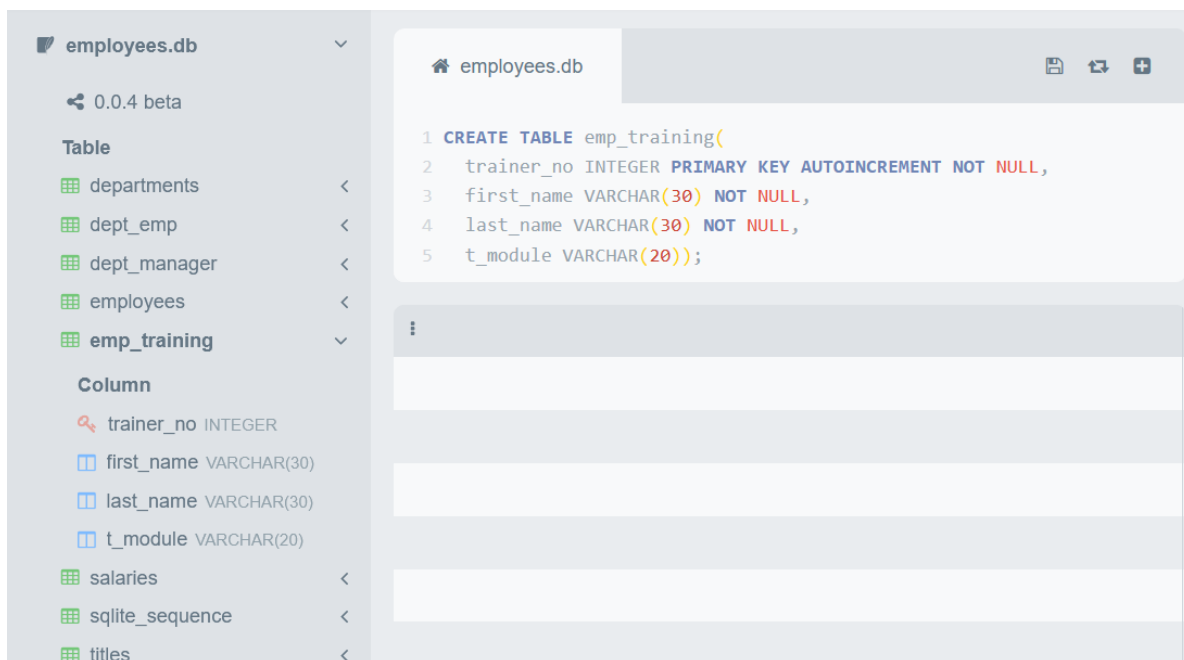 employees.db
0.0.4 beta
Table
departments
dept_emp
dept_manager
employees
emp_training
Column
trainer_no INTEGER
first_name VARCHAR(30)
last_name VARCHAR(30)
t_module VARCHAR(20)
salaries
sqlite_sequence
titles
employees.db
1 CREATE TABLE emp_training(
2 trainer_no INTEGER PRIMARY KEY AUTOINCREMENT NOT NULL,
3 first_name VARCHAR(30) NOT NULL,
4 last_name VARCHAR(30) NOT NULL,
5 t_module VARCHAR(20));